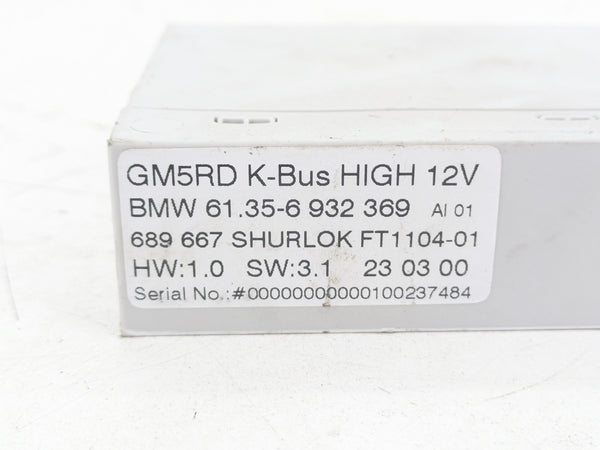 GM5RD K-Bus HIGH 12V
BMW 61.35-6 932 369 AI 01
689 667 SHURLOK FT1104-01
HW:1.0 SW:3.1 23 03 00
Serial No.:#00000000000100237484